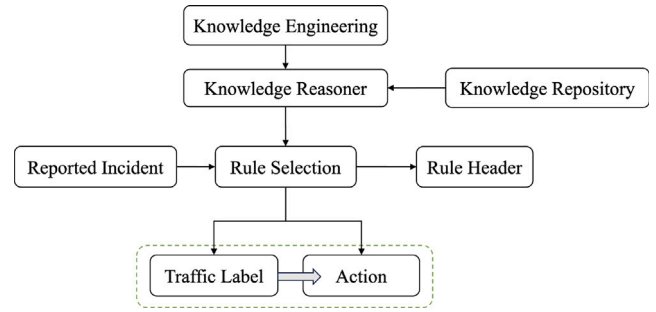 Knowledge Engineering
Knowledge Reasoner
Knowledge Repository
Reported Incident
Rule Selection
Rule Header
Traffic Label
Action